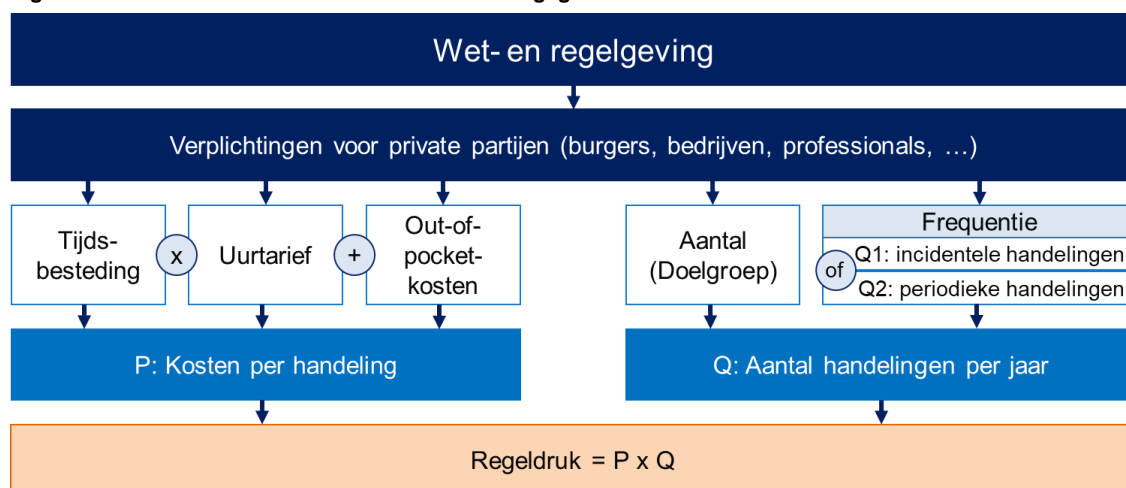 Wet- en regelgeving
Verplichtingen voor private partijen (burgers, bedrijven, professionals, …)
Tijds-
besteding
x
Uurtarief
+
Out-of-
pocket-
kosten
Aantal
(Doelgroep)
Frequentie
of
Q1: incidentele handelingen
Q2: periodieke handelingen
P: Kosten per handeling
Q: Aantal handelingen per jaar
Regeldruk = P x Q